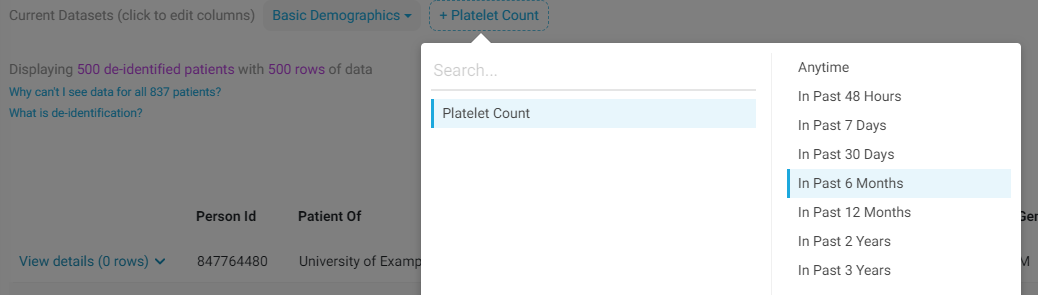 Current Datasets (click to edit columns) Basic Demographics + Platelet Count
Displaying 500 de-identified patients with 500 rows of data
Why can't I see data for all 837 patients?
What is de-identification?
Search...
Platelet Count
Anytime
In Past 48 Hours
In Past 7 Days
In Past 30 Days
In Past 6 Months
In Past 12 Months
In Past 2 Years
In Past 3 Years
Person Id Patient Of Ger
View details (0 rows) 847764480 University of Examp M